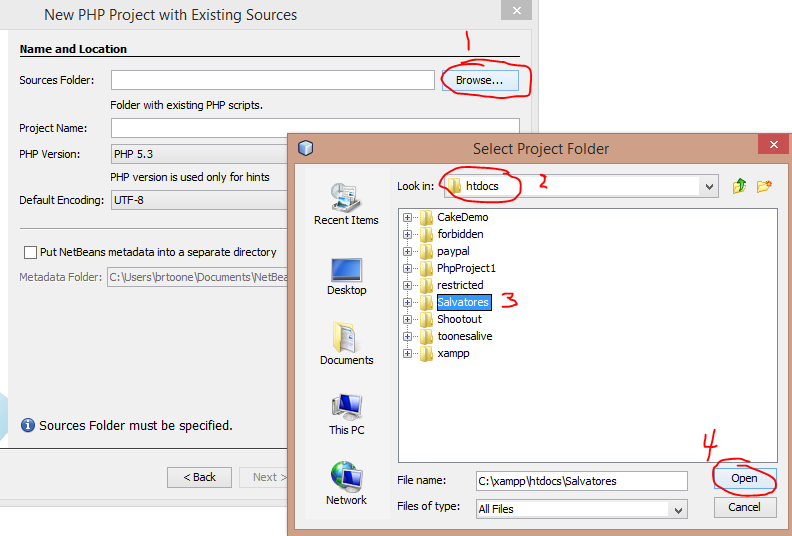 New PHP Project with Existing Sources
Name and Location
1
Sources Folder:
Browse...
Folder with existing PHP scripts.
Project Name:
PHP Version:
PHP 5.3
PHP version is used only for hints
Default Encoding:
UTF-8
Put NetBeans metadata into a separate directory
Metadata Folder:
C:\Users\brtoone\Documents\NetBea
Sources Folder must be specified.
< Back
Next >
Select Project Folder
Look in:
htdocs
2
Recent Items
Desktop
Documents
This PC
Network
CakeDemo
forbidden
paypal
PhpProject1
restricted
Salvatores
3
Shootout
toonesalive
xampp
4
File name:
C:\xampp\htdocs\Salvatores
Open
Files of type:
All Files
Cancel